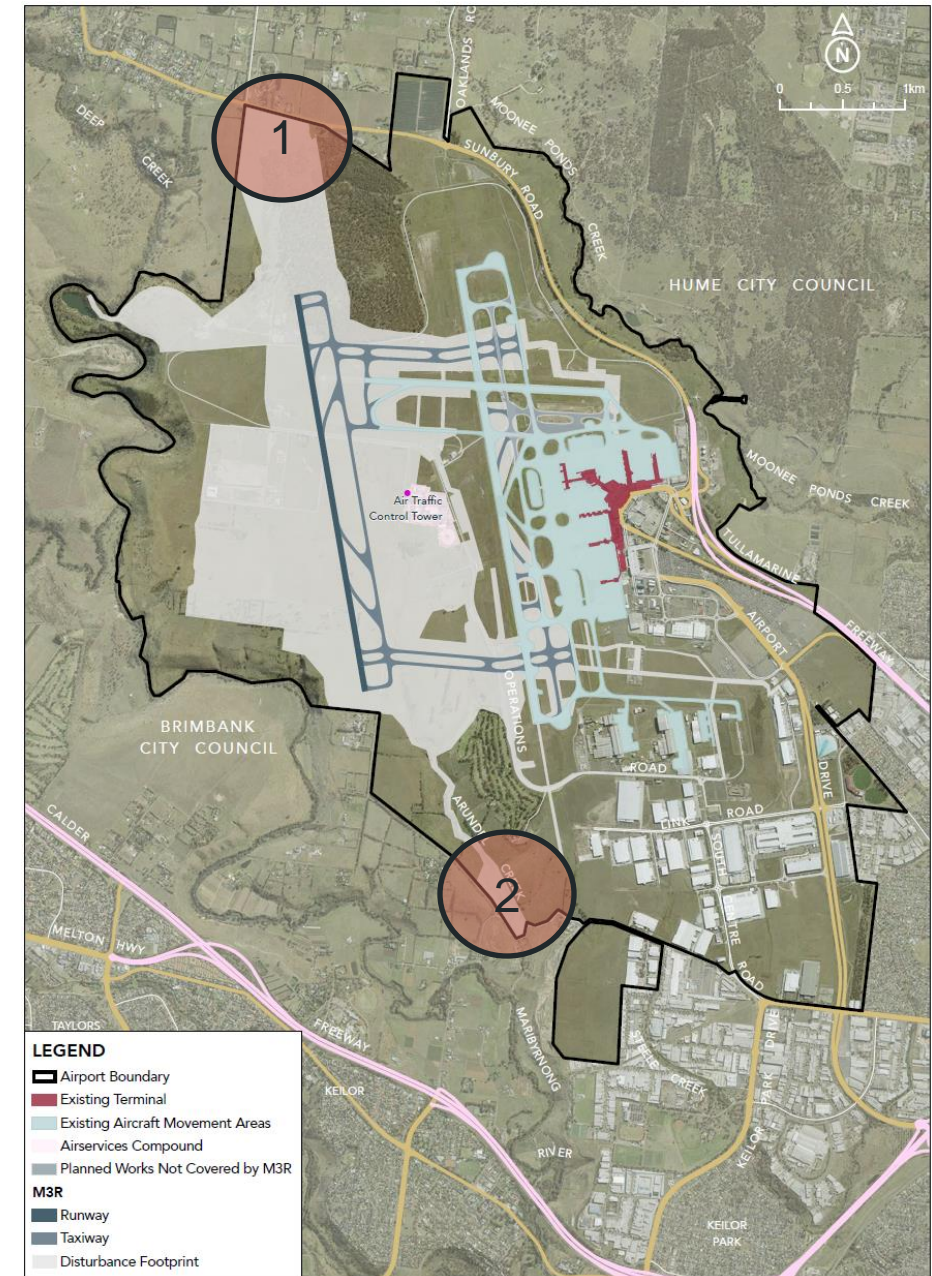 OAKLANDS RO
N
0 0.5 1km
DEEP
CREEK
1
MOONEE PONDS
CREEK
SUNBURY ROAD
HUME CITY COUNCIL
MOONEE PONDS CREEK
Air Traffic
Control Tower
TULLAMARINE
FREEWAY
AIRPORT
DRIVE
OPERATIONS
ROAD
BRIMBANK
CITY COUNCIL
LINK ROAD
SOUTH CENTRE
ROAD
CALDER
FREEWAY
ARUNDEL
CREEK
2
MELTON HWY
TAYLORS
MARIBYRNONG
RIVER
STEELE CREEK
KEILOR PARK DRIVE
KEILOR
KEILOR
PARK
LEGEND
Airport Boundary
Existing Terminal
Existing Aircraft Movement Areas
Airservices Compound
Planned Works Not Covered by M3R
M3R
Runway
Taxiway
Disturbance Footprint